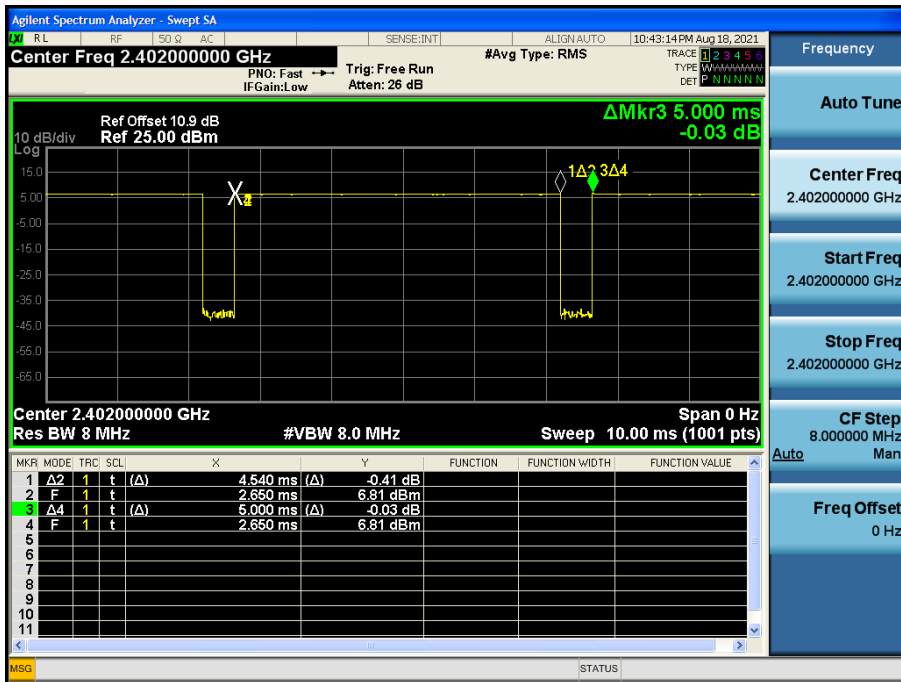 Agilent Spectrum Analyzer - Swept SA
LXI RL RF 50 Ω AC SENSE:INT ALIGN AUTO 10:43:14 PM Aug 18, 2021
Center Freq 2.402000000 GHz #Avg Type: RMS TRACE 1 2 3 4 5 6
PNO: Fast Trig: Free Run TYPE WWWWWW
IFGain:Low Atten: 26 dB DET P N N N N N
Ref Offset 10.9 dB ΔMkr3 5.000 ms
10 dB/div Ref 25.00 dBm -0.03 dB
Log
15.0
5.00
-5.00
-15.0
-25.0
-35.0
-45.0
-55.0
-65.0
1Δ2 3Δ4
Center 2.402000000 GHz Span 0 Hz
Res BW 8 MHz #VBW 8.0 MHz Sweep 10.00 ms (1001 pts)
MKR MODE TRC SCL X Y FUNCTION FUNCTION WIDTH FUNCTION VALUE
1 Δ2 1 t (Δ) 4.540 ms (Δ) -0.41 dB
2 F 1 t 2.650 ms 6.81 dBm
3 Δ4 1 t (Δ) 5.000 ms (Δ) -0.03 dB
4 F 1 t 2.650 ms 6.81 dBm
5
6
7
8
9
10
11
MSG STATUS
Frequency
Auto Tune
Center Freq
2.402000000 GHz
Start Freq
2.402000000 GHz
Stop Freq
2.402000000 GHz
CF Step
8.000000 MHz
Auto Man
Freq Offset
0 Hz